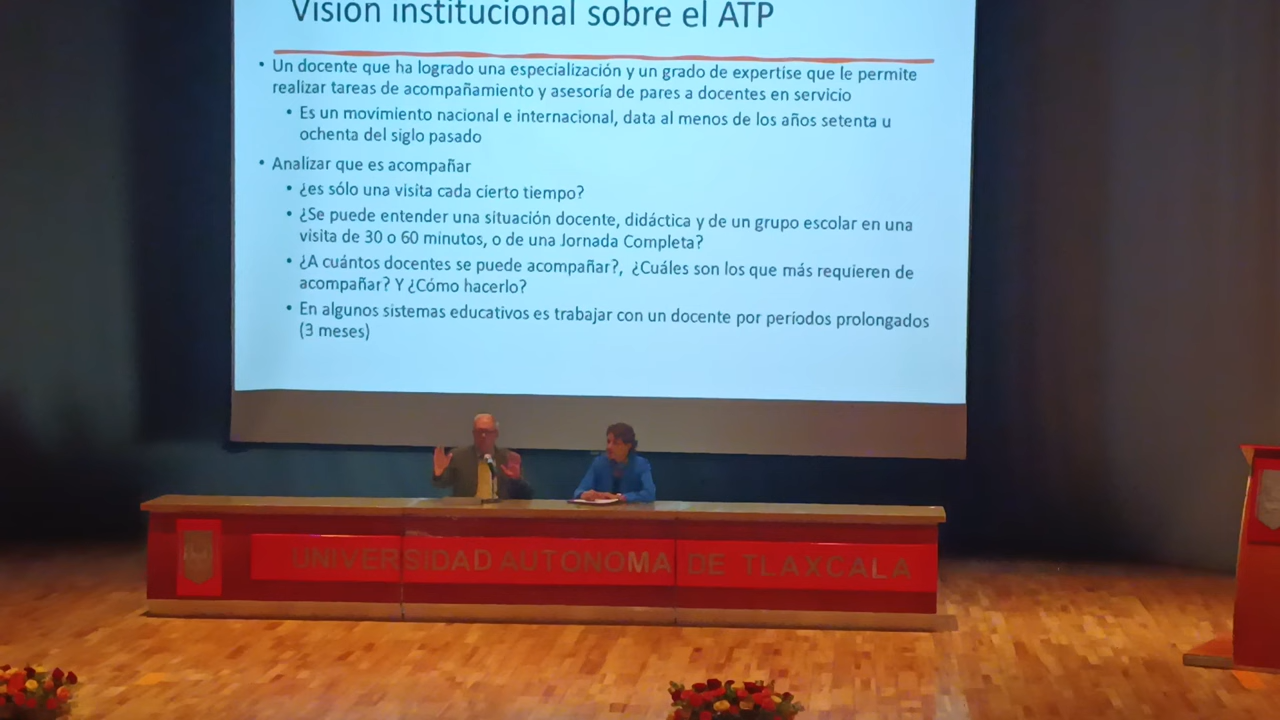 Visión institucional sobre el ATP
• Un docente que ha logrado una especialización y un grado de expertise que le permite
realizar tareas de acompañamiento y asesoría de pares a docentes en servicio
• Es un movimiento nacional e internacional, data al menos de los años setenta u
ochenta del siglo pasado
• Analizar que es acompañar
• ¿es sólo una visita cada cierto tiempo?
• ¿Se puede entender una situación docente, didáctica y de un grupo escolar en una
visita de 30 o 60 minutos, o de una Jornada Completa?
• ¿A cuántos docentes se puede acompañar?, ¿Cuáles son los que más requieren de
acompañar? Y ¿Cómo hacerlo?
• En algunos sistemas educativos es trabajar con un docente por periodos prolongados
(3 meses)
UNIVERSIDAD AUTONOMA DE TLAXCALA